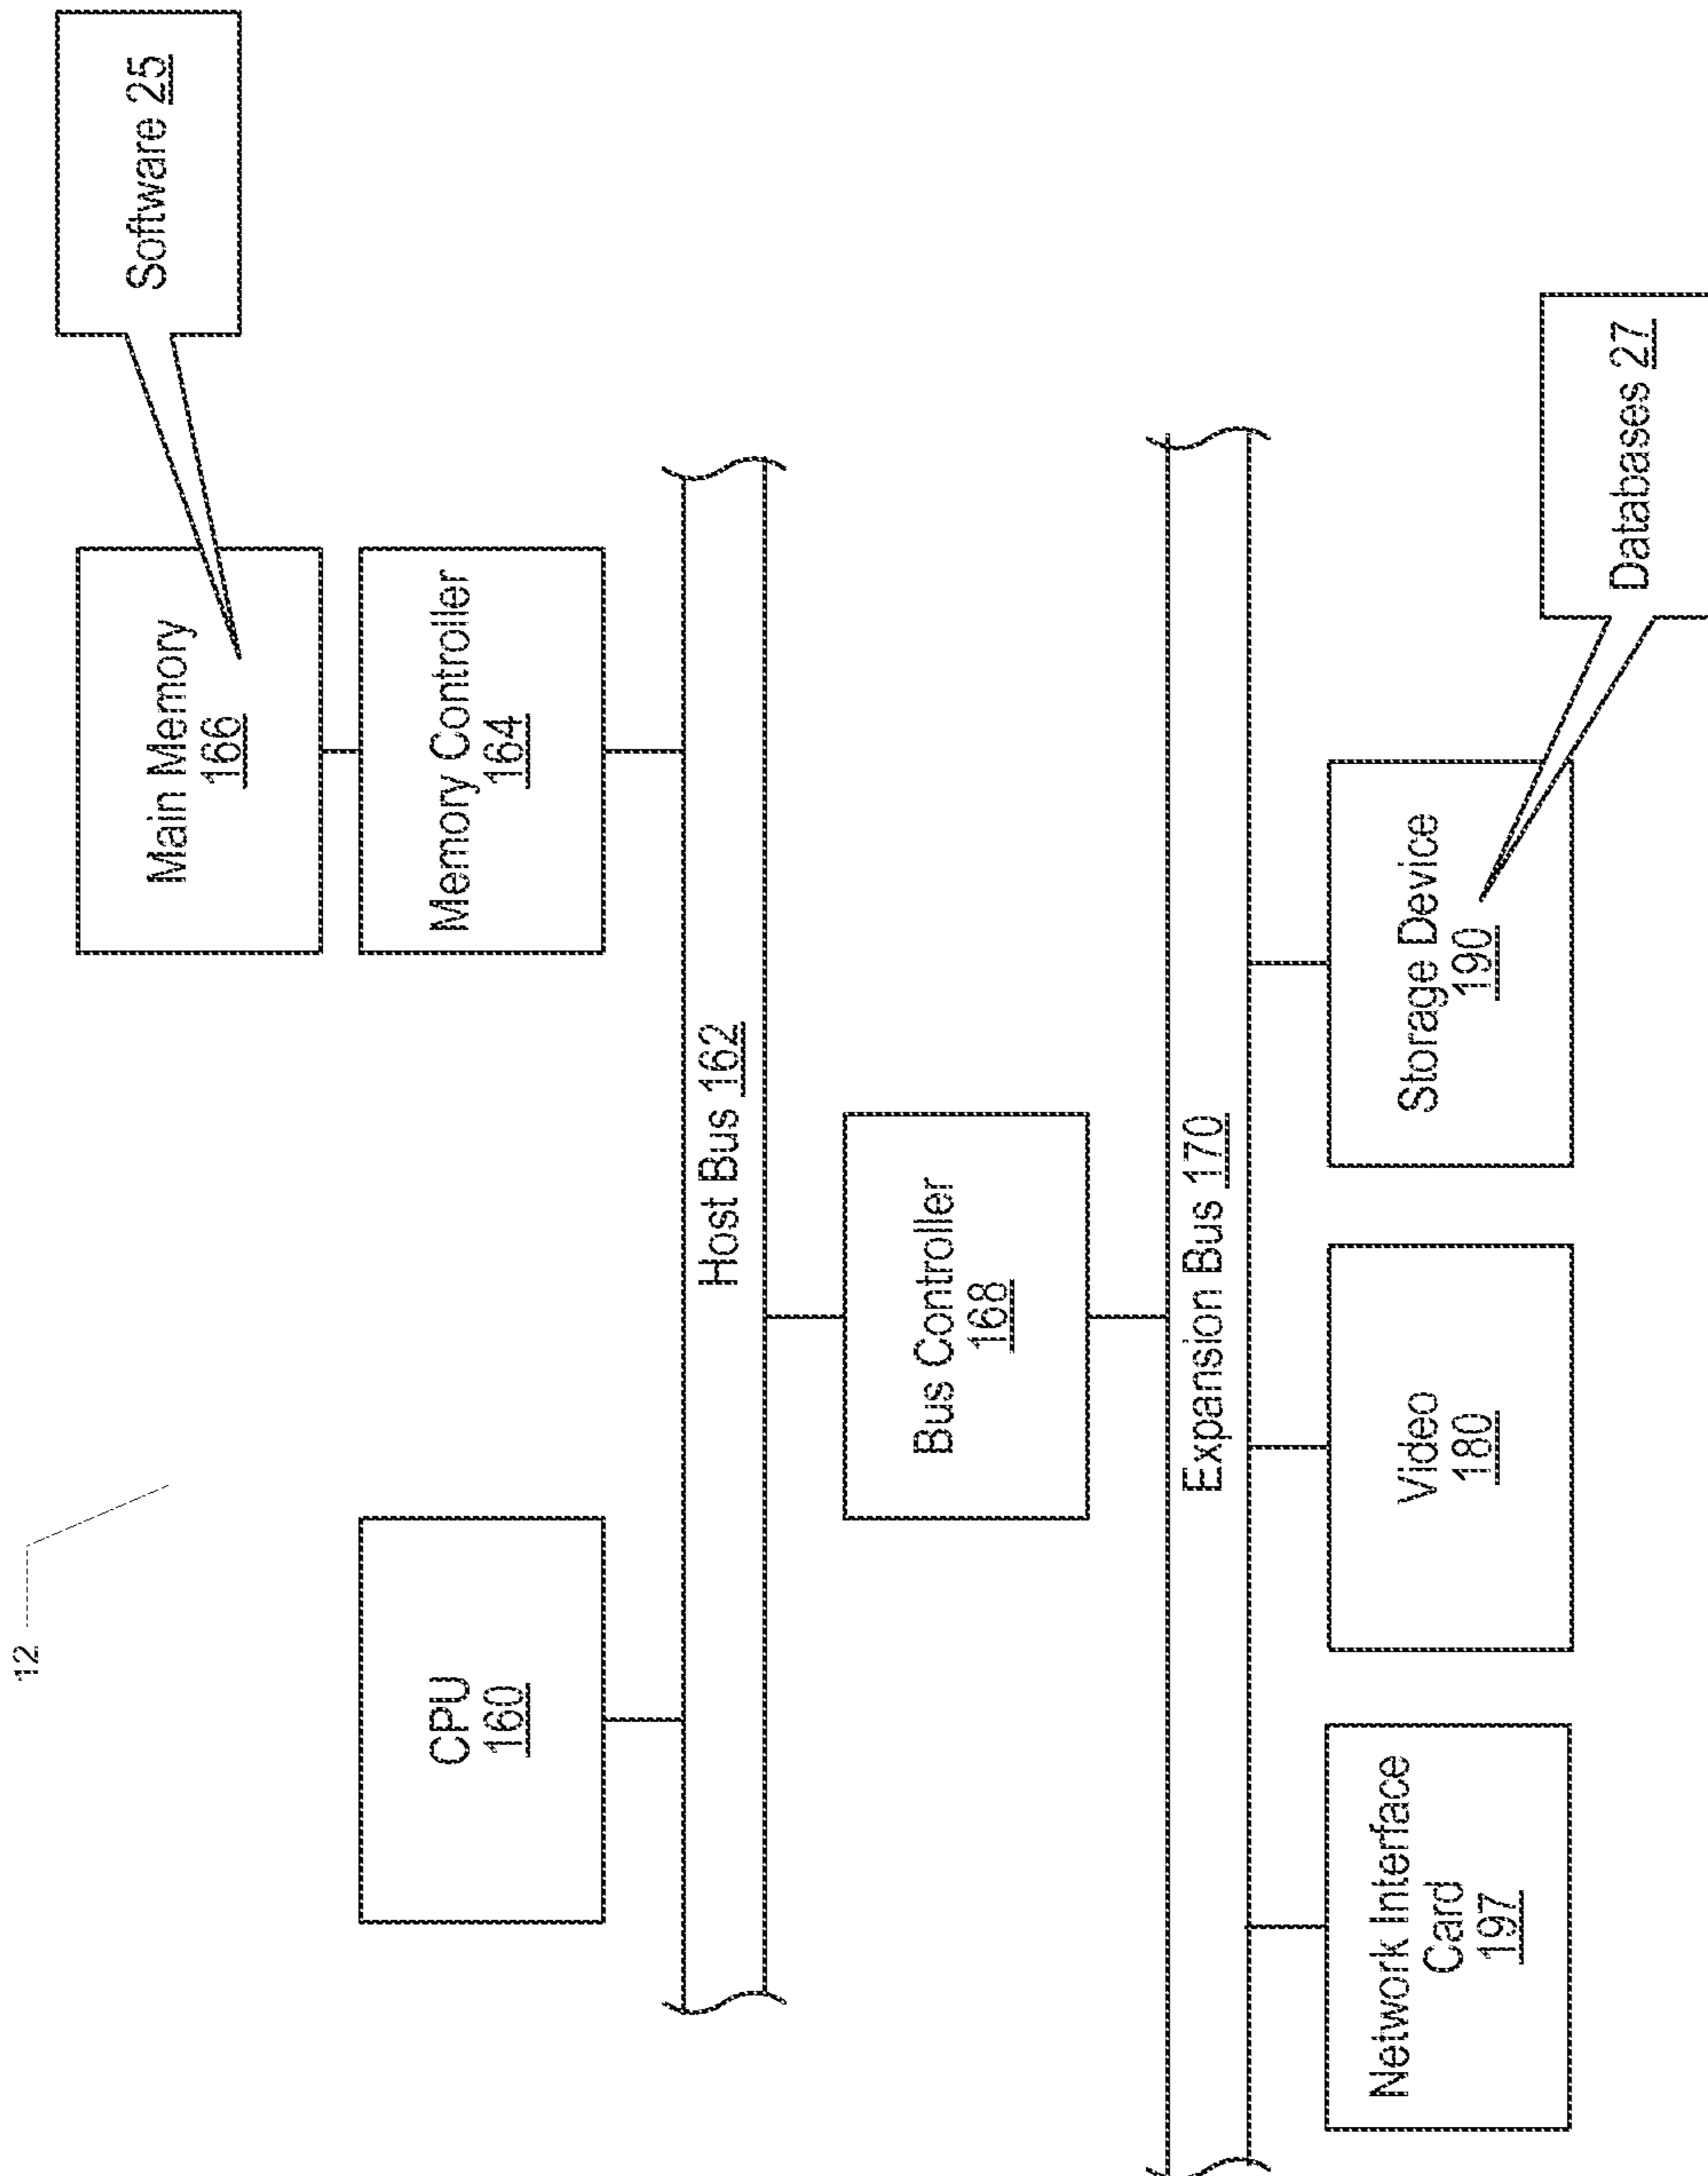 12
Software 25
Main Memory
166
CPU
160
Memory Controller
164
Host Bus 162
Bus Controller
168
Expansion Bus 170
Network Interface
Card
197
Video
180
Storage Device
190
Databases 27